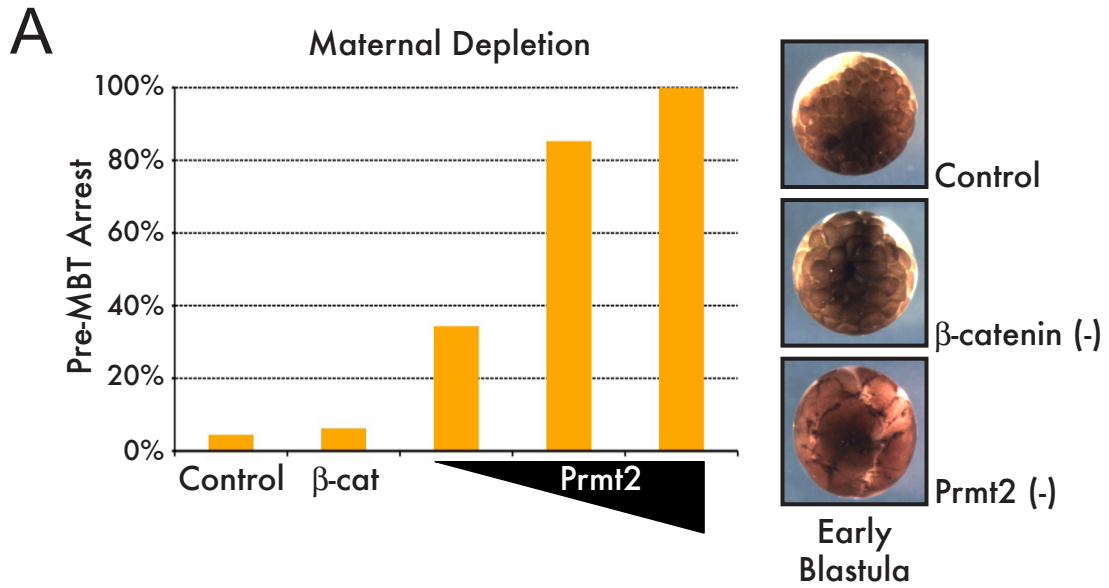 A
Maternal Depletion
Pre-MBT Arrest
100%
80%
60%
40%
20%
0%
Control
β-cat
Prmt2
Control
β-catenin (-)
Prmt2 (-)
Early
Blastula